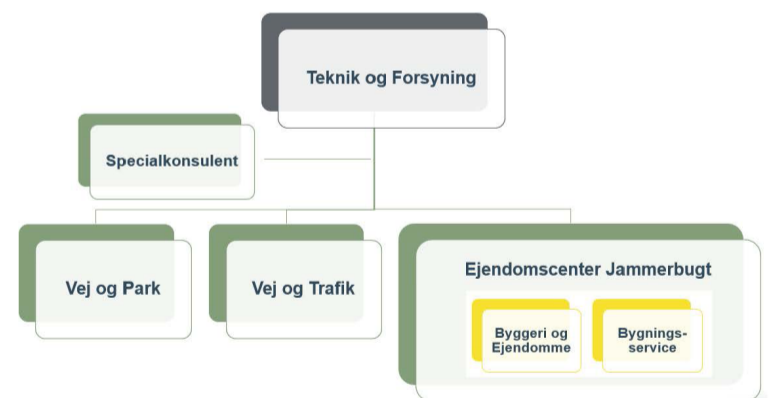 Teknik og Forsyning
Specialkonsulent
Vej og Park
Vej og Trafik
Ejendomscenter Jammerbugt
Byggeri og
Ejendomme
Bygnings-
service